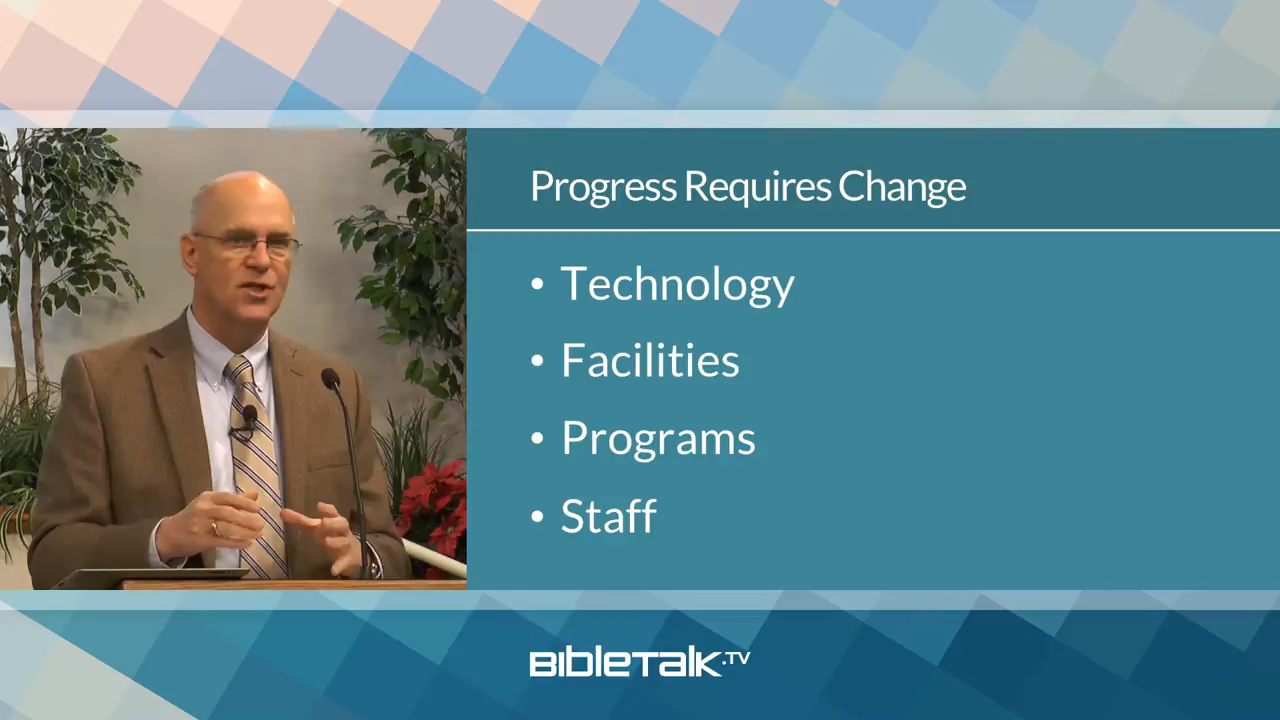 Progress Requires Change
• Technology
• Facilities
• Programs
• Staff
BibleTalk.TV